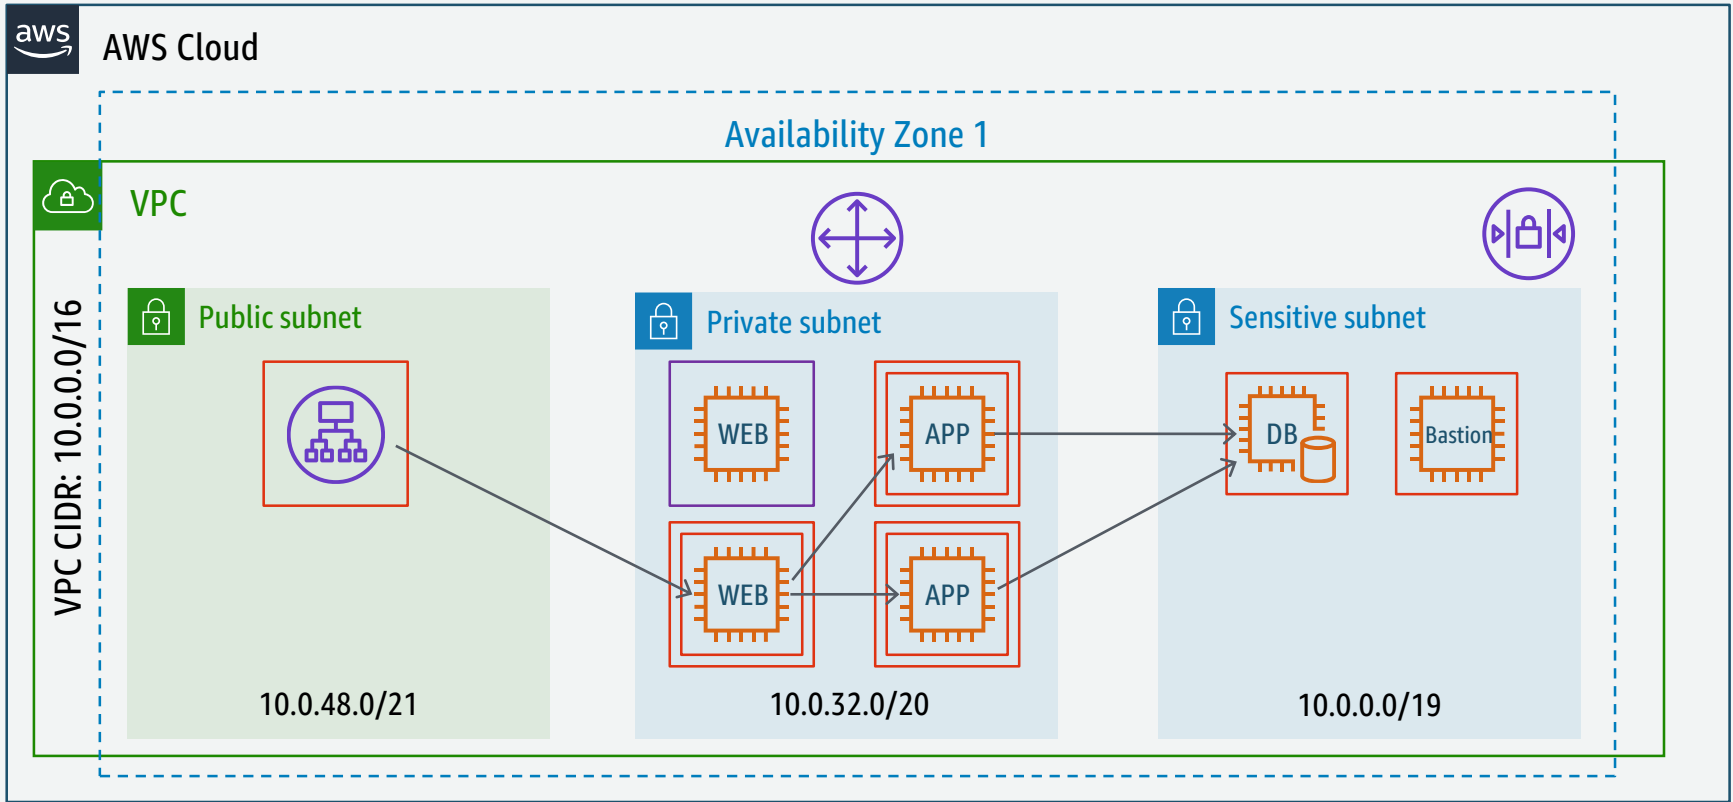 aws
AWS Cloud
Availability Zone 1
VPC
VPC CIDR: 10.0.0.0/16
Public subnet
Private subnet
Sensitive subnet
WEB
APP
DB
Bastion
WEB
APP
10.0.48.0/21
10.0.32.0/20
10.0.0.0/19